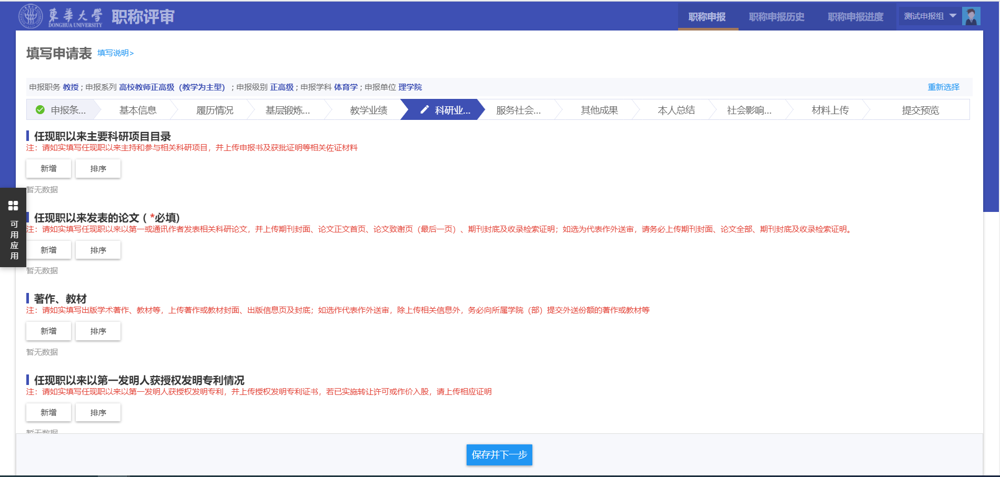 東華大學 DONGHUA UNIVERSITY 职称评审 职称申报 职称申报历史 职称申报进度 测试申报组
填写申请表 填写说明>
申报职务 教授 ; 申报系列 高校教师正高级（教学为主型） ; 申报级别 正高级 ; 申报学科 体育学 ; 申报单位 理学院 重新选择
申报条... 基本信息 履历情况 基层锻炼... 教学业绩 科研业... 服务社会... 其他成果 本人总结 社会影响... 材料上传 提交预览
任现职以来主要科研项目目录
注：请如实填写任现职以来主持和参与相关科研项目，并上传申报书及获批证明等相关佐证材料
新增 排序
暂无数据
任现职以来发表的论文 ( *必填)
注：请如实填写任现职以来以第一或通讯作者发表相关科研论文，并上传期刊封面、论文正文首页、论文致谢页（最后一页）、期刊封底及收录检索证明；如选为代表作外送审，请务必上传期刊封面、论文全部、期刊封底及收录检索证明。
新增 排序
暂无数据
著作、教材
注：请如实填写出版学术著作、教材等，上传著作或教材封面、出版信息页及封底；如选作代表作外送审，除上传相关信息外，务必向所属学院（部）提交外送份额的著作或教材等
新增 排序
暂无数据
任现职以来以第一发明人获授权发明专利情况
注：请如实填写任现职以来以第一发明人获授权发明专利，并上传授权发明专利证书，若已实施转让许可或作价入股，请上传相应证明
新增 排序
暂无数据
保存并下一步
可用应用